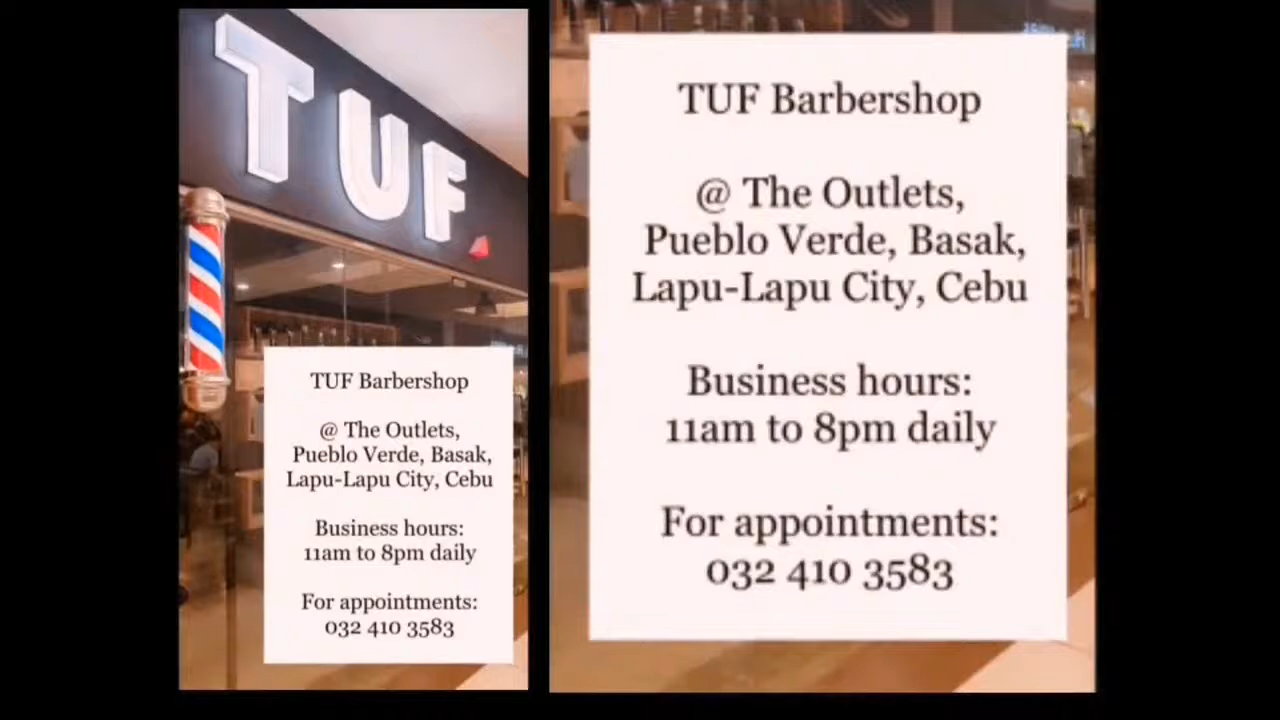 TUF
TUF Barbershop
@ The Outlets,
Pueblo Verde, Basak,
Lapu-Lapu City, Cebu
Business hours:
11am to 8pm daily
For appointments:
032 410 3583
TUF Barbershop
@ The Outlets,
Pueblo Verde, Basak,
Lapu-Lapu City, Cebu
Business hours:
11am to 8pm daily
For appointments:
032 410 3583